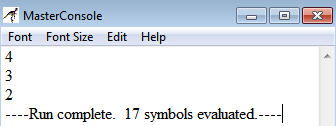 MasterConsole
Font Font Size Edit Help
4
3
2
----Run complete.  17 symbols evaluated.----